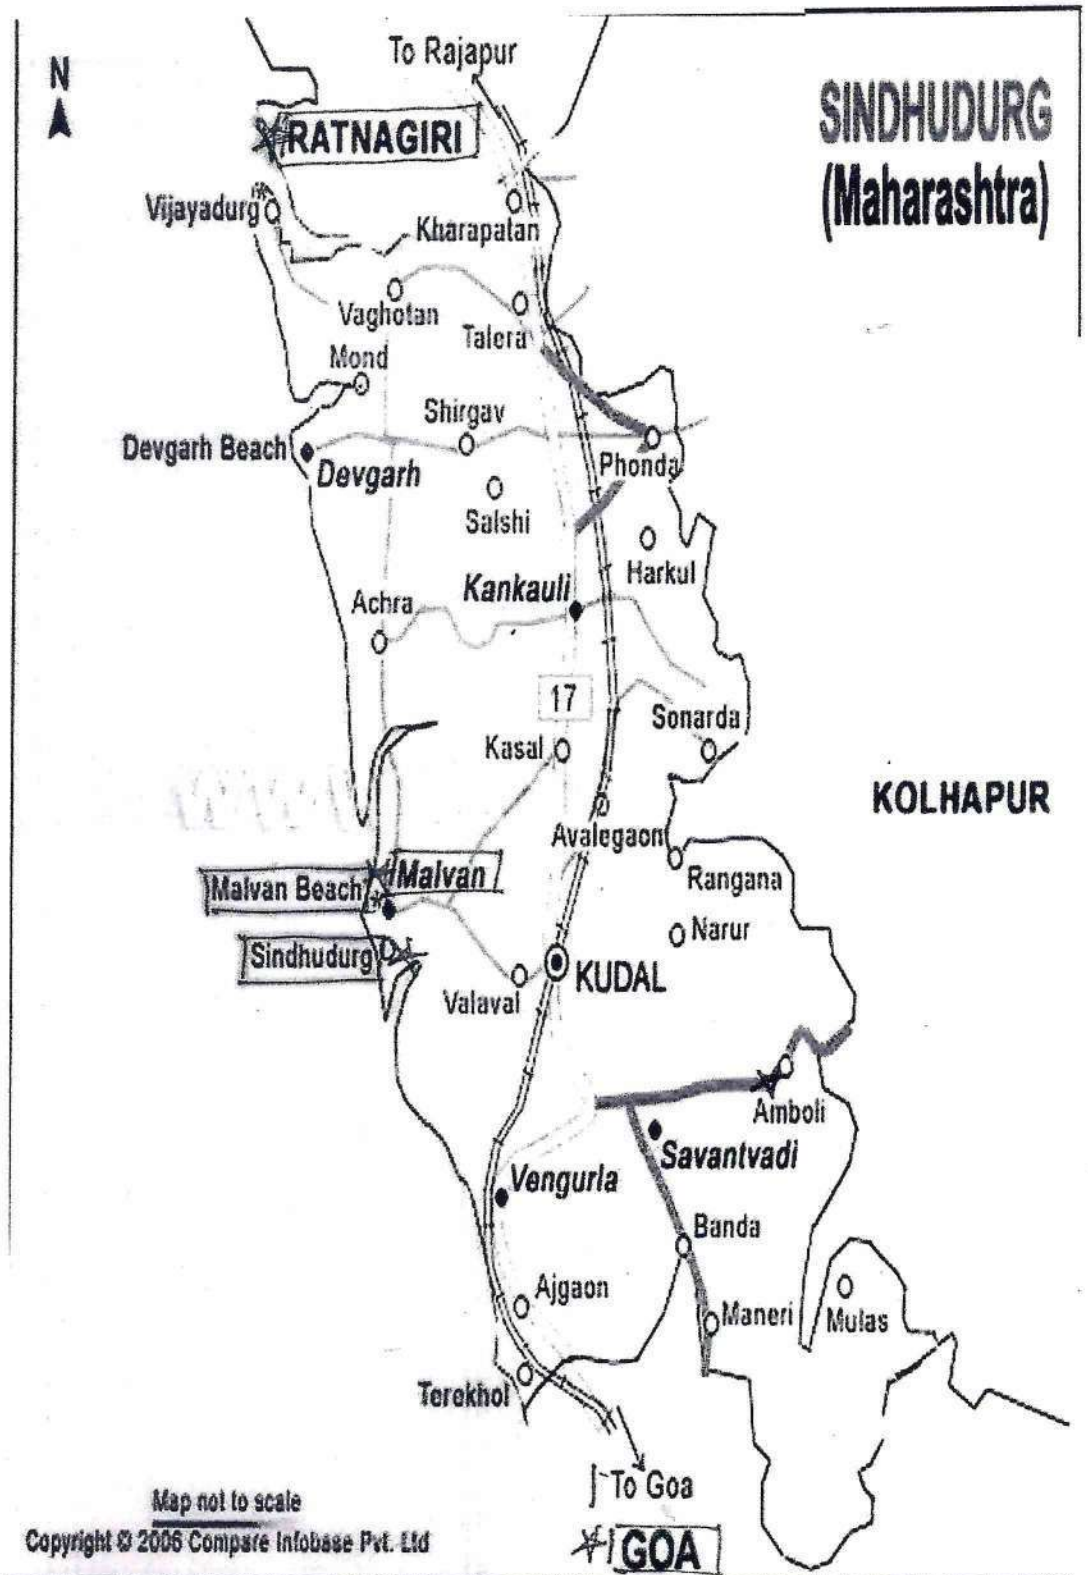 To Rajapur
N
SINDHUDURG
(Maharashtra)
RATNAGIRI
Vijayadurg
Kharapatan
Vaghotan
Talera
Mond
Shirgav
Devgarh Beach
Devgarh
Phonda
Salshi
Harkul
Kankauli
Achra
17
Sonarda
Kasal
KOLHAPUR
Avalegaon
Malvan
Malvan Beach
Rangana
Narur
Sindhudurg
KUDAL
Valaval
Amboli
Savantvadi
Vengurla
Banda
Ajgaon
Maneri
Mulas
Terekhol
To Goa
Map not to scale
Copyright © 2006 Compare Infobase Pvt. Ltd
GOA